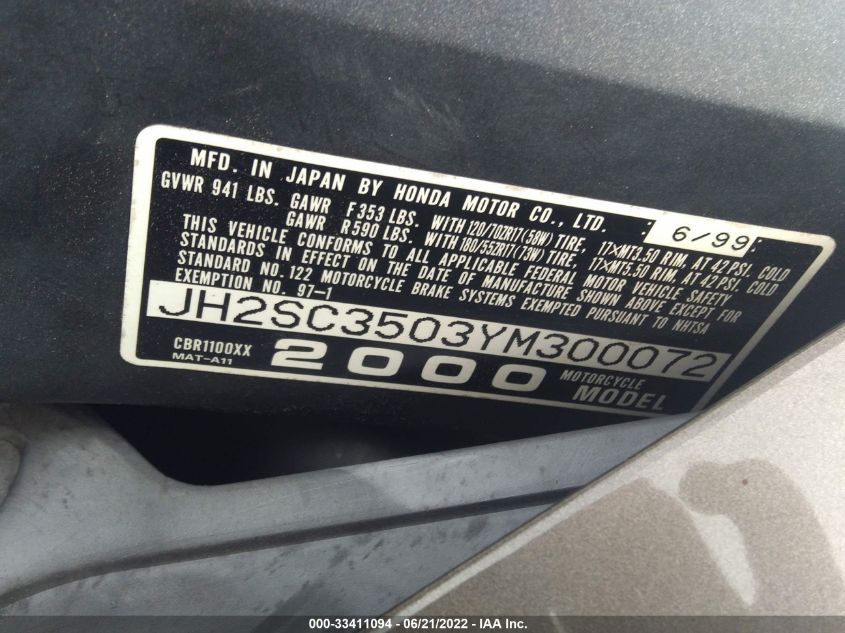 MFD. IN JAPAN BY HONDA MOTOR CO., LTD. : 6/99:
GVWR 941 LBS. GAWR F 353 LBS. WITH 120/70ZR17(58W) TIRE, 17×MT3.50 RIM, AT 42 PSI. COLD
GAWR R 590 LBS. WITH 180/55ZR17(73W) TIRE, 17×MT5.50 RIM, AT 42 PSI. COLD
THIS VEHICLE CONFORMS TO ALL APPLICABLE FEDERAL MOTOR VEHICLE SAFETY
STANDARDS IN EFFECT ON THE DATE OF MANUFACTURE SHOWN ABOVE EXCEPT FOR
STANDARD NO. 122 MOTORCYCLE BRAKE SYSTEMS EXEMPTED PURSUANT TO NHTSA
EXEMPTION NO. 97-1
JH2SC3503YM300072
CBR1100XX
MAT-A11
2000
MOTORCYCLE
MODEL
000-33411094 - 06/21/2022 - IAA Inc.